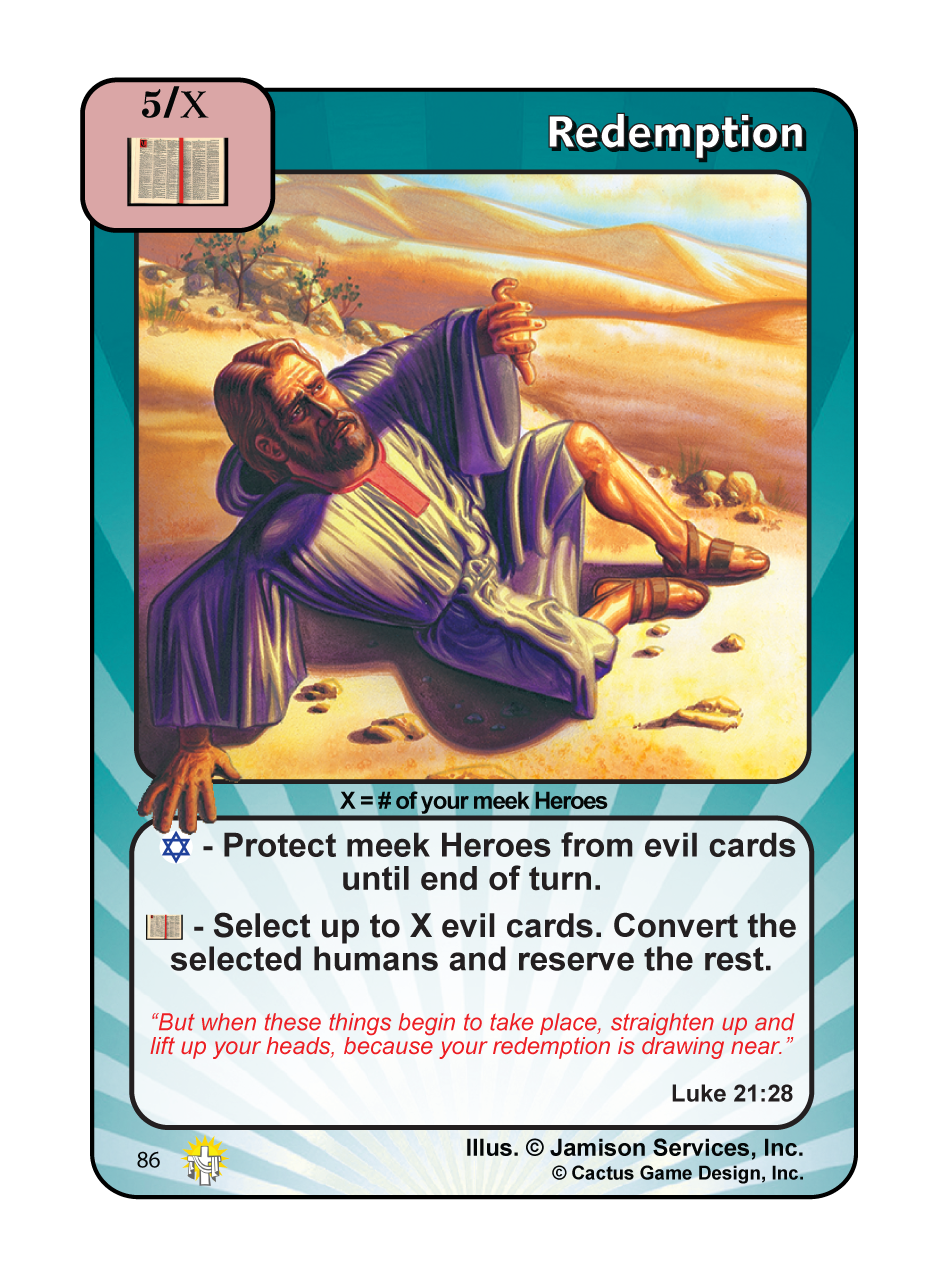 5/X
Redemption
X = # of your meek Heroes
- Protect meek Heroes from evil cards
until end of turn.
- Select up to X evil cards. Convert the
selected humans and reserve the rest.
“But when these things begin to take place, straighten up and
lift up your heads, because your redemption is drawing near.”
Luke 21:28
86
Illus. © Jamison Services, Inc.
© Cactus Game Design, Inc.